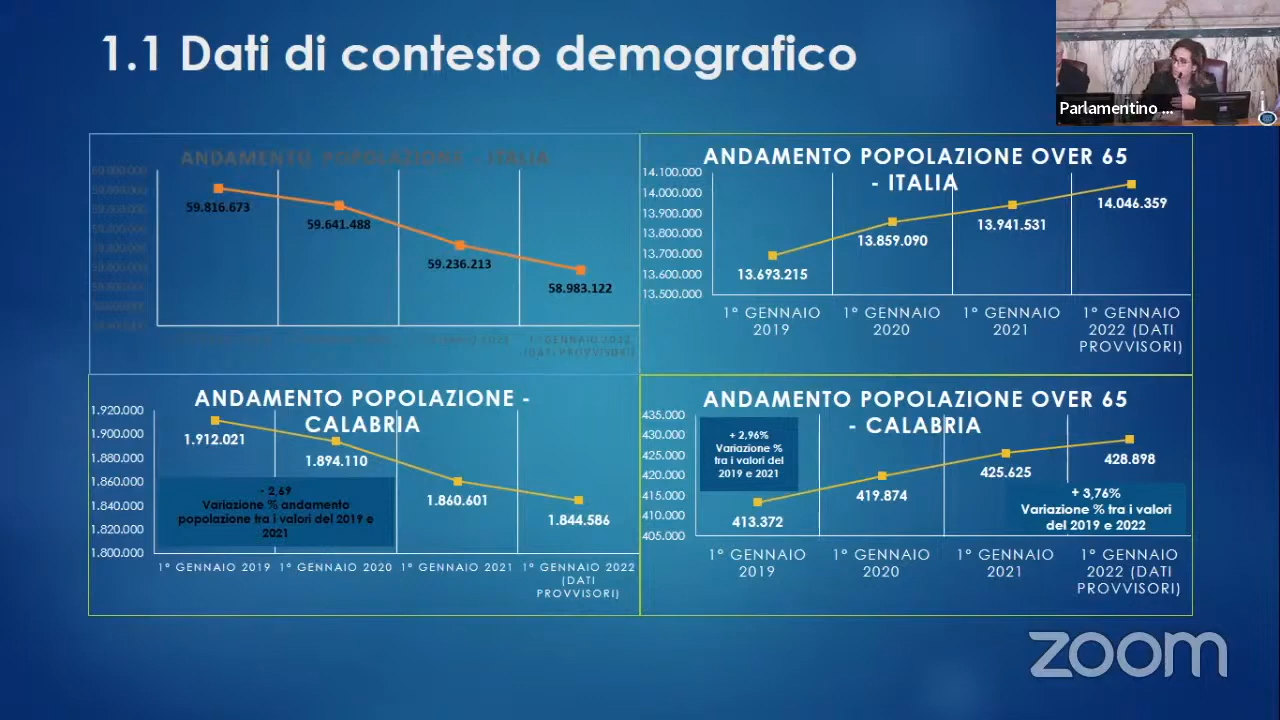 1.1 Dati di contesto demografico
Parlamentino ...
ANDAMENTO POPOLAZIONE - ITALIA
59.816.673
59.641.488
59.236.213
58.983.122
1° GENNAIO 2022
(DATI PROVVISORI)
ANDAMENTO POPOLAZIONE OVER 65
- ITALIA
14.100.000
14.000.000
13.900.000
13.800.000
13.700.000
13.600.000
13.500.000
13.693.215
13.859.090
13.941.531
14.046.359
1° GENNAIO
2019
1° GENNAIO
2020
1° GENNAIO
2021
1° GENNAIO
2022 (DATI
PROVVISORI)
ANDAMENTO POPOLAZIONE -
CALABRIA
1.920.000
1.900.000
1.880.000
1.860.000
1.840.000
1.820.000
1.800.000
1.912.021
1.894.110
1.860.601
1.844.586
- 2,69
Variazione % andamento
popolazione tra i valori del 2019 e
2021
1° GENNAIO 2019
1° GENNAIO 2020
1° GENNAIO 2021
1° GENNAIO 2022
(DATI
PROVVISORI)
ANDAMENTO POPOLAZIONE OVER 65
- CALABRIA
435.000
430.000
425.000
420.000
415.000
410.000
405.000
+ 2,96%
Variazione %
tra i valori del
2019 e 2021
413.372
419.874
425.625
428.898
+ 3,76%
Variazione % tra i valori
del 2019 e 2022
1° GENNAIO
2019
1° GENNAIO
2020
1° GENNAIO
2021
1° GENNAIO
2022 (DATI
PROVVISORI)
zoom